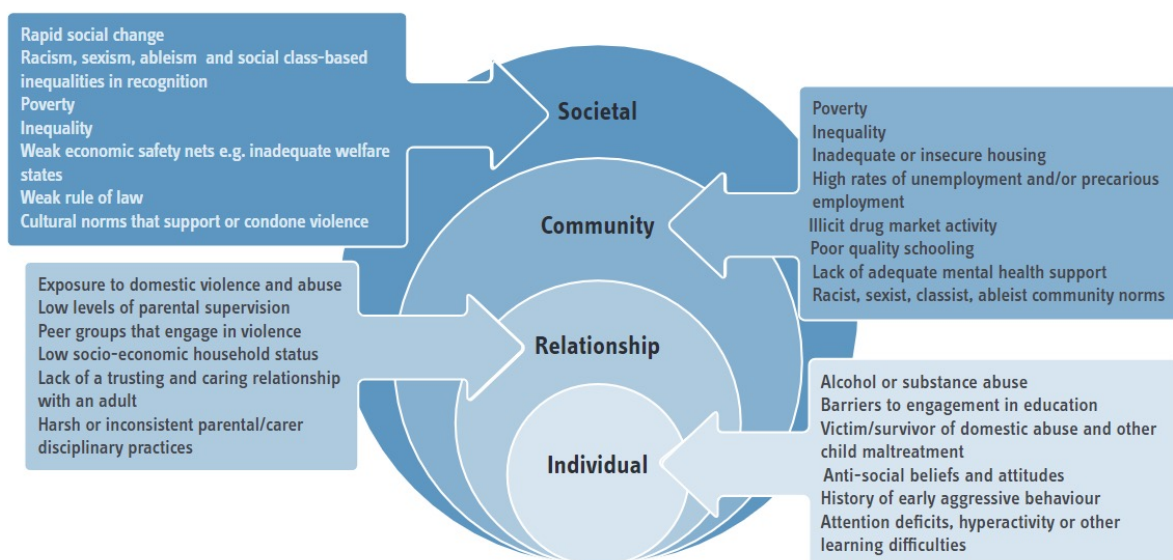 Rapid social change
Racism, sexism, ableism and social class-based
inequalities in recognition
Poverty
Inequality
Weak economic safety nets e.g. inadequate welfare
states
Weak rule of law
Cultural norms that support or condone violence
Societal
Poverty
Inequality
Inadequate or insecure housing
High rates of unemployment and/or precarious
employment
Illicit drug market activity
Poor quality schooling
Lack of adequate mental health support
Racist, sexist, classist, ableist community norms
Community
Exposure to domestic violence and abuse
Low levels of parental supervision
Peer groups that engage in violence
Low socio-economic household status
Lack of a trusting and caring relationship
with an adult
Harsh or inconsistent parental/carer
disciplinary practices
Relationship
Alcohol or substance abuse
Barriers to engagement in education
Victim/survivor of domestic abuse and other
child maltreatment
Anti-social beliefs and attitudes
History of early aggressive behaviour
Attention deficits, hyperactivity or other
learning difficulties
Individual